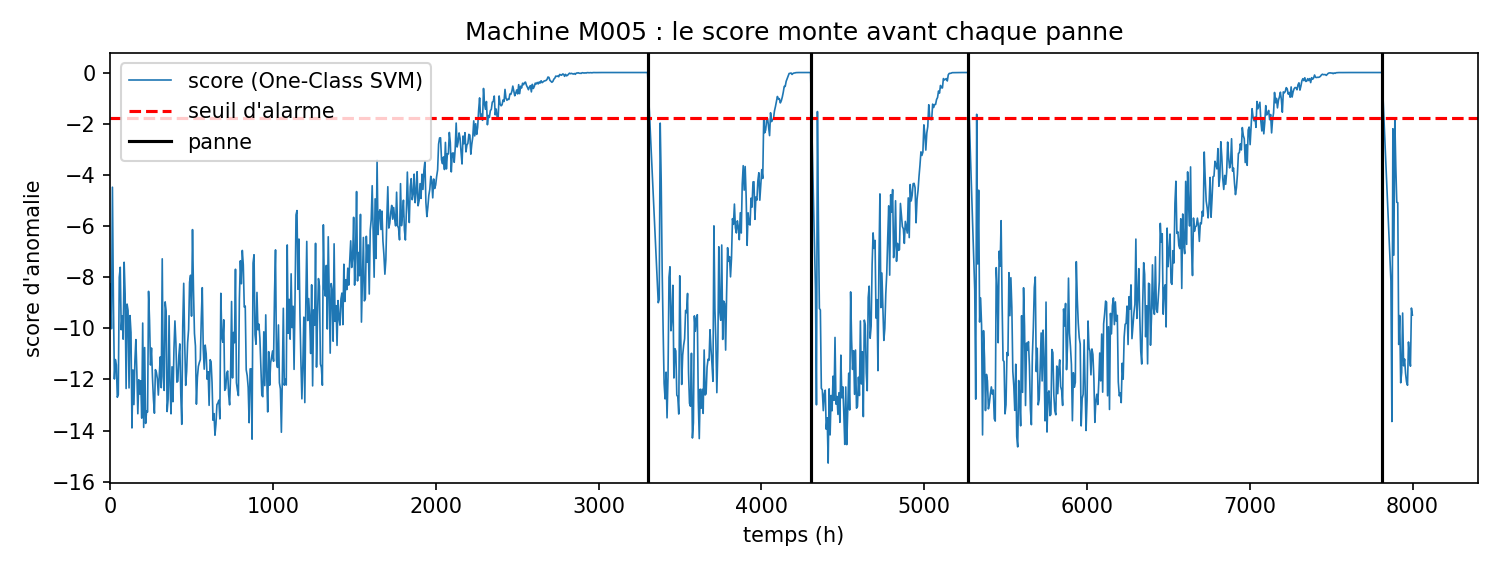 Machine M005 : le score monte avant chaque panne
score (One-Class SVM)
seuil d'alarme
panne
score d'anomalie
0
−2
−4
−6
−8
−10
−12
−14
−16
0 1000 2000 3000 4000 5000 6000 7000 8000
temps (h)